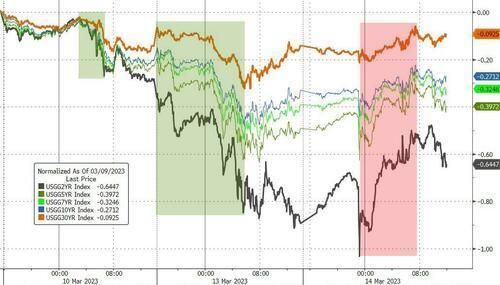 0.00
-0.0925
-0.20
-0.2712
-0.3246
-0.3972
-0.60
-0.6447
-0.80
-1.00
Normalized As Of 03/09/2023
Last Price
USGG2YR Index -0.6447
USGG5YR Index -0.3972
USGG7YR Index -0.3246
USGG10YR Index -0.2712
USGG30YR Index -0.0925
00:00 08:00 00:00 08:00 00:00 08:00
10 Mar 2023 13 Mar 2023 14 Mar 2023